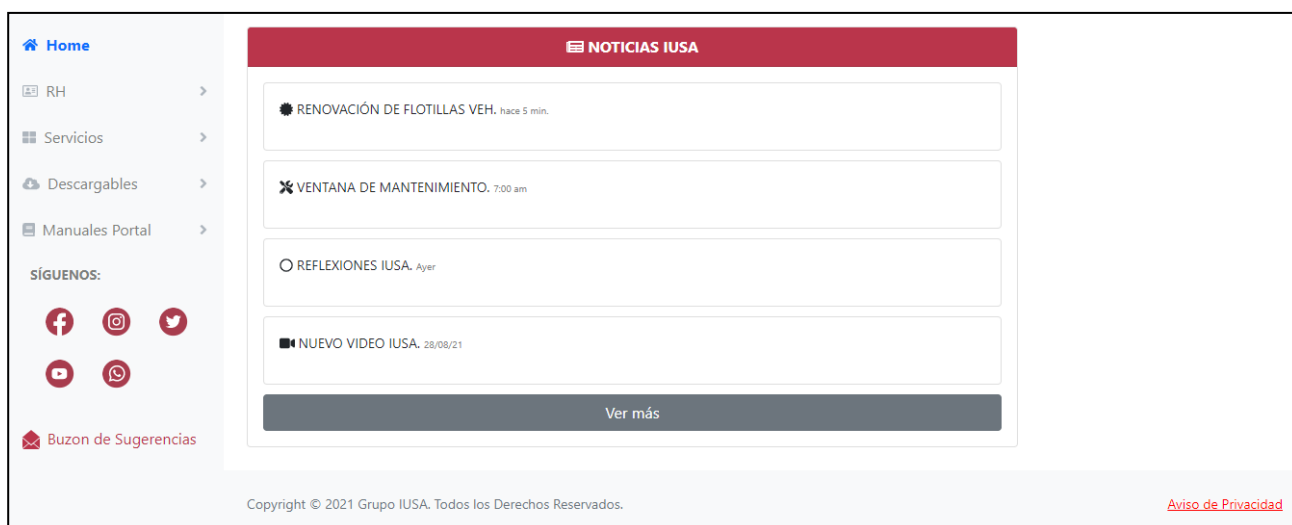 Home
RH
Servicios
Descargables
Manuales Portal
SÍGUENOS:
Buzon de Sugerencias
NOTICIAS IUSA
RENOVACIÓN DE FLOTILLAS VEH. hace 5 min.
VENTANA DE MANTENIMIENTO. 7:00 am
REFLEXIONES IUSA. Ayer
NUEVO VIDEO IUSA. 28/08/21
Ver más
Copyright © 2021 Grupo IUSA. Todos los Derechos Reservados.
Aviso de Privacidad